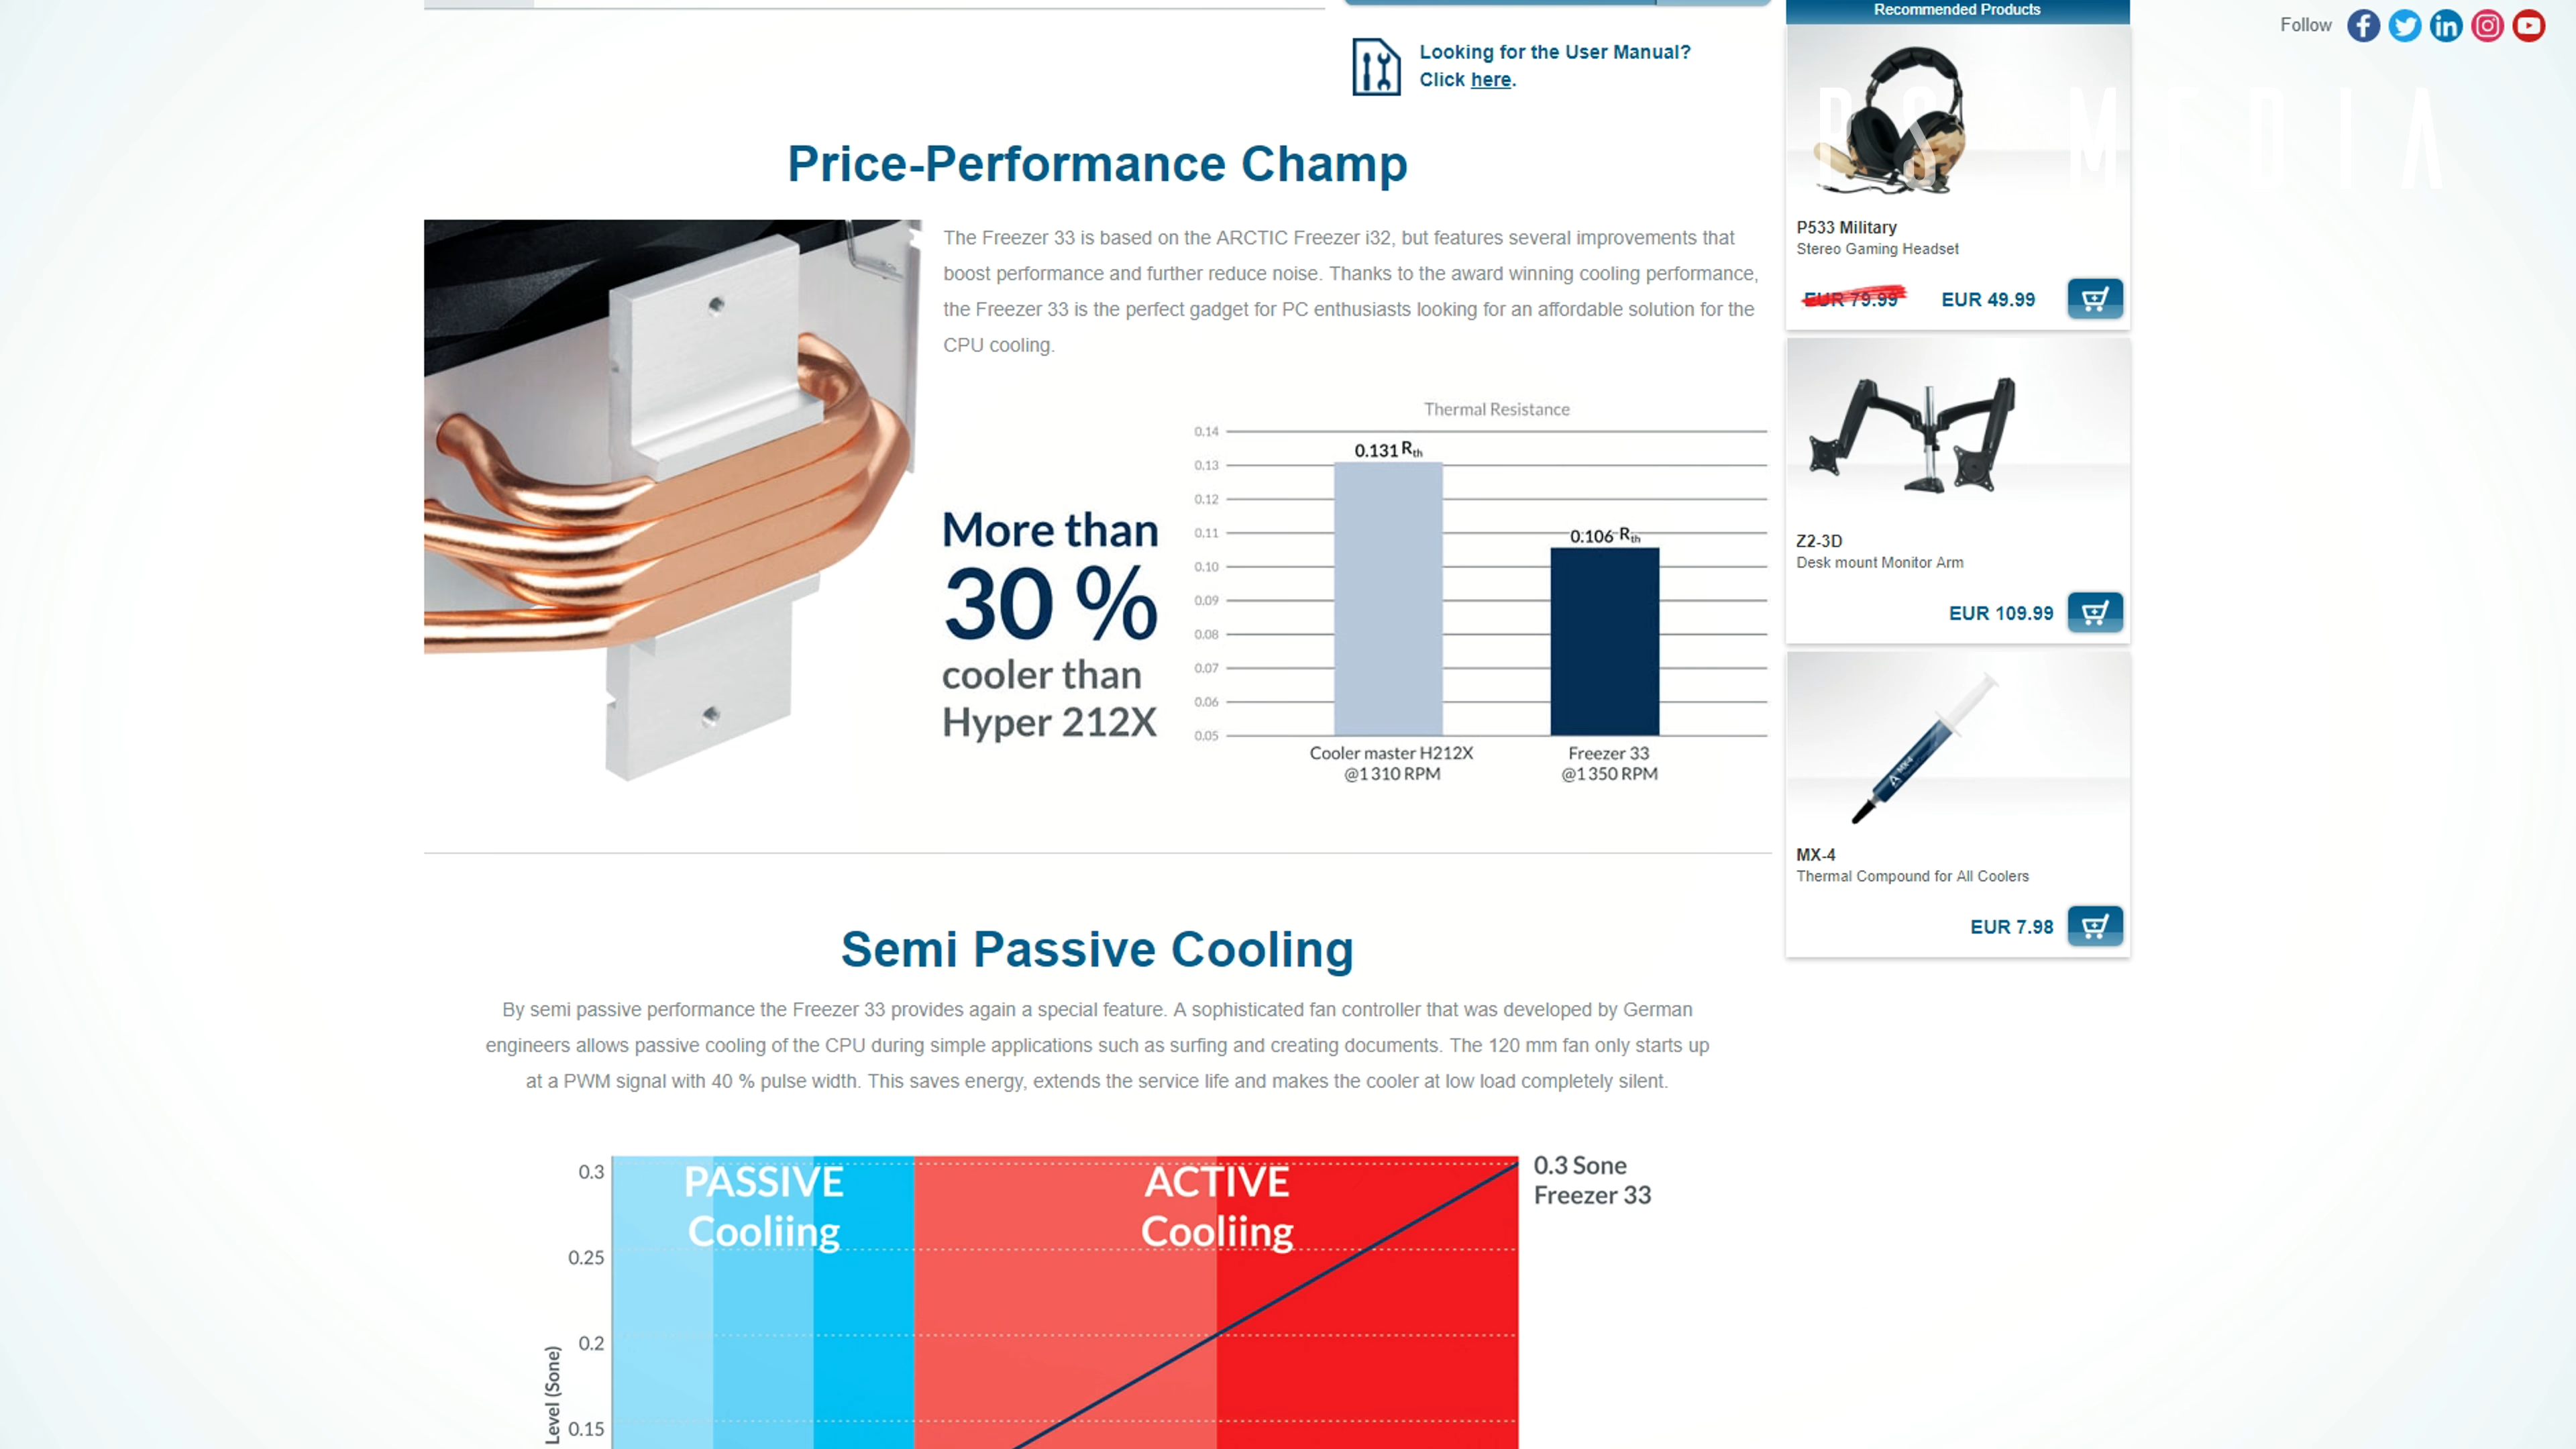 Recommended Products
Follow
Looking for the User Manual?
Click here.
PS MEDIA
Price-Performance Champ
The Freezer 33 is based on the ARCTIC Freezer i32, but features several improvements that
boost performance and further reduce noise. Thanks to the award winning cooling performance,
the Freezer 33 is the perfect gadget for PC enthusiasts looking for an affordable solution for the
CPU cooling.
More than
30 %
cooler than
Hyper 212X
Thermal Resistance
0.14
0.13
0.12
0.11
0.10
0.09
0.08
0.07
0.06
0.05
0.131 Rth
0.106 Rth
Cooler master H212X
@1310 RPM
Freezer 33
@1350 RPM
P533 Military
Stereo Gaming Headset
EUR 79.99 EUR 49.99
Z2-3D
Desk mount Monitor Arm
EUR 109.99
MX-4
MX-4
Thermal Compound for All Coolers
EUR 7.98
Semi Passive Cooling
By semi passive performance the Freezer 33 provides again a special feature. A sophisticated fan controller that was developed by German
engineers allows passive cooling of the CPU during simple applications such as surfing and creating documents. The 120 mm fan only starts up
at a PWM signal with 40 % pulse width. This saves energy, extends the service life and makes the cooler at low load completely silent.
0.3
0.25
0.2
0.15
Level (Sone)
PASSIVE
Cooliing
ACTIVE
Cooliing
0.3 Sone
Freezer 33